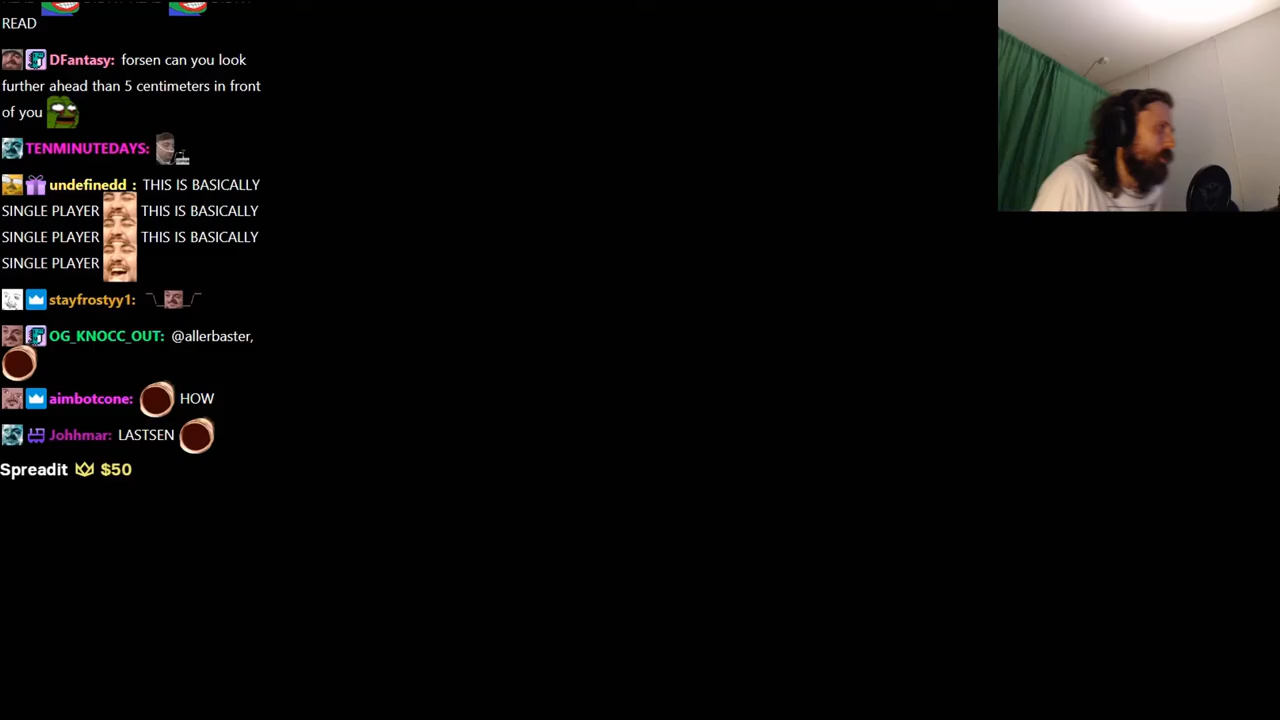 READ
DFantasy: forsen can you look
further ahead than 5 centimeters in front
of you
TENMINUTEDAYS:
undefinedd : THIS IS BASICALLY
SINGLE PLAYER THIS IS BASICALLY
SINGLE PLAYER THIS IS BASICALLY
SINGLE PLAYER
stayfrostyy1:
OG_KNOCC_OUT: @allerbaster,
aimbotcone: HOW
Johhmar: LASTSEN
Spreadit $50